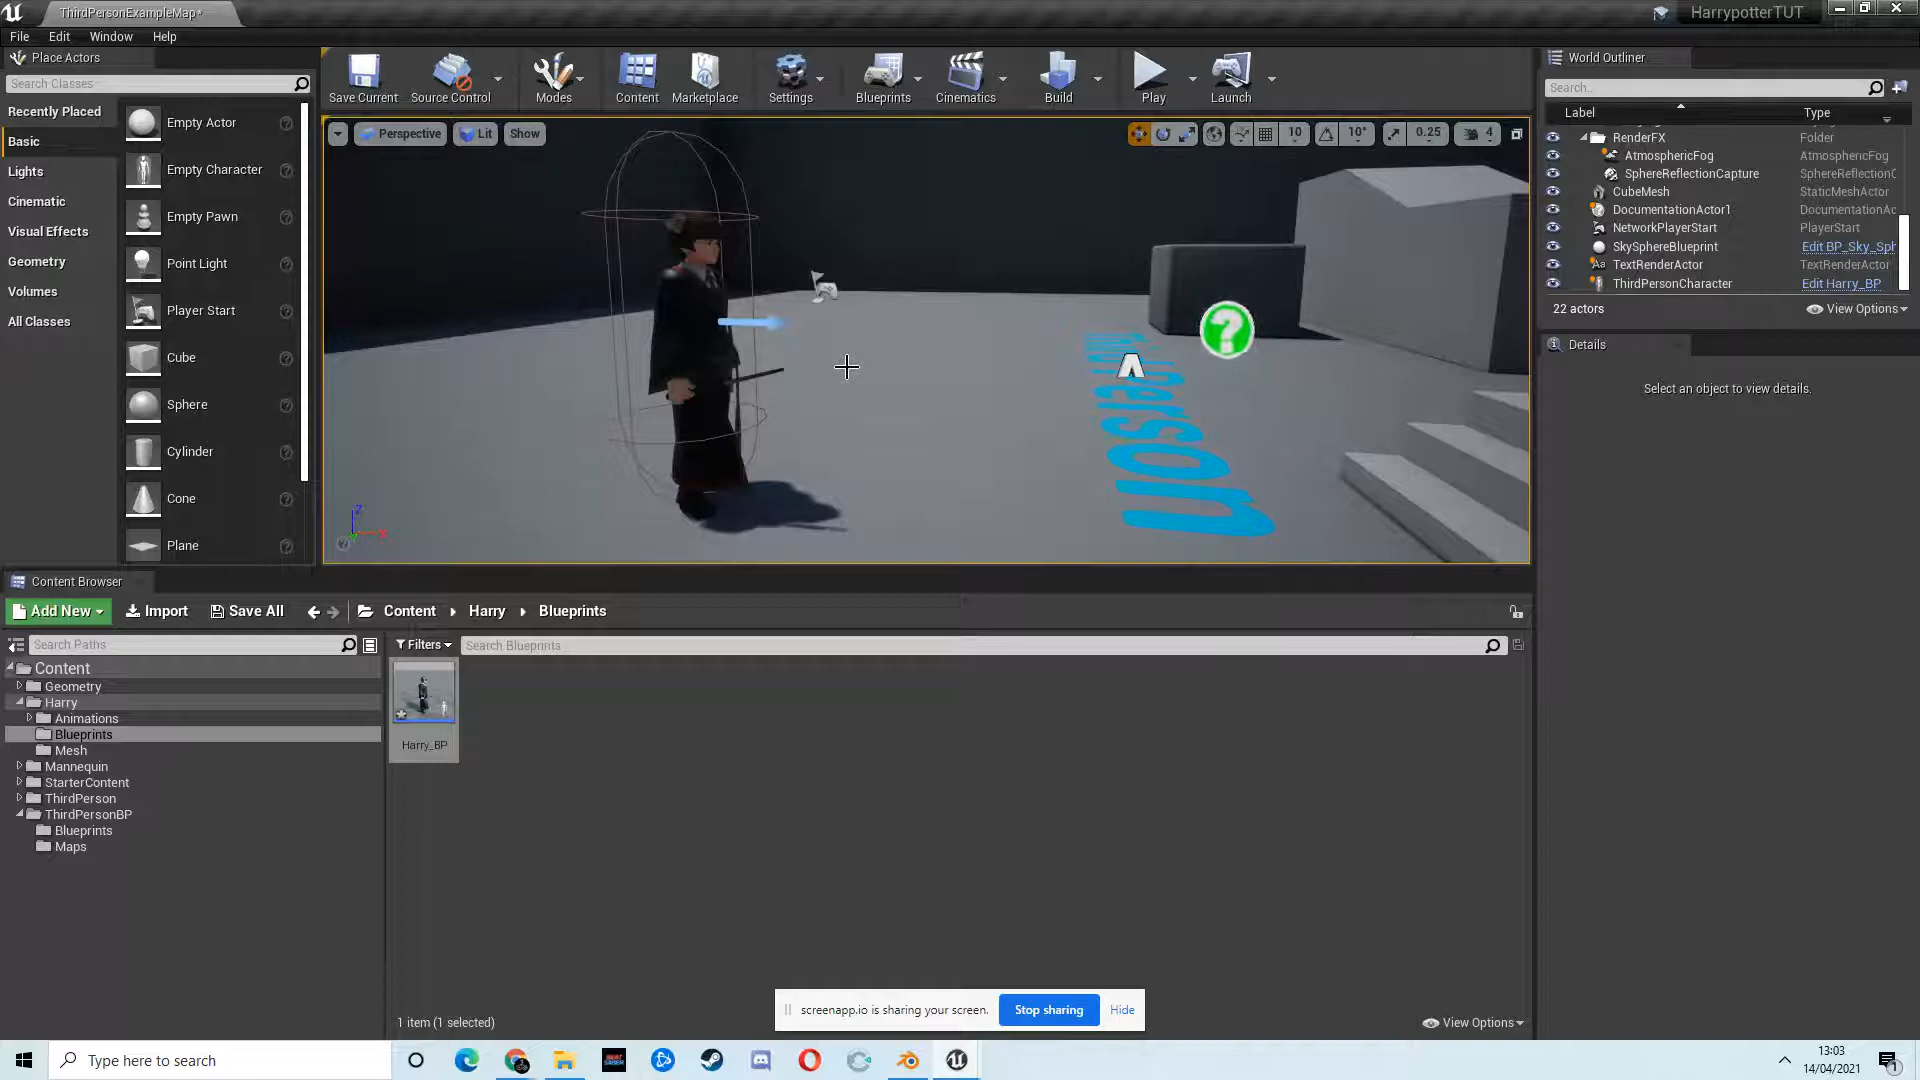 ThirdPersonExampleMap*
HarrypotterTUT
File Edit Window Help
Place Actors
Search Classes
Recently Placed
Basic
Lights
Cinematic
Visual Effects
Geometry
Volumes
All Classes
Empty Actor
Empty Character
Empty Pawn
Point Light
Player Start
Cube
Sphere
Cylinder
Cone
Plane
Save Current
Source Control
Modes
Content
Marketplace
Settings
Blueprints
Cinematics
Build
Play
Launch
Perspective
Lit
Show
10
10°
0.25
4
?
person
Z
X
World Outliner
Search..
Label Type
RenderFX Folder
AtmosphericFog AtmosphericFog
SphereReflectionCapture SphereReflectionC
CubeMesh StaticMeshActor
DocumentationActor1 DocumentationAc
NetworkPlayerStart PlayerStart
SkySphereBlueprint Edit BP_Sky_Sph
TextRenderActor TextRenderActor
ThirdPersonCharacter Edit Harry_BP
22 actors View Options
Details
Select an object to view details.
Content Browser
Add New Import Save All Content Harry Blueprints
Search Paths
Filters Search Blueprints
Content
Geometry
Harry
Animations
Blueprints
Mesh
Mannequin
StarterContent
ThirdPerson
ThirdPersonBP
Blueprints
Maps
Harry_BP
1 item (1 selected)
View Options
screenapp.io is sharing your screen. Stop sharing Hide
Type here to search
13:03
14/04/2021
1